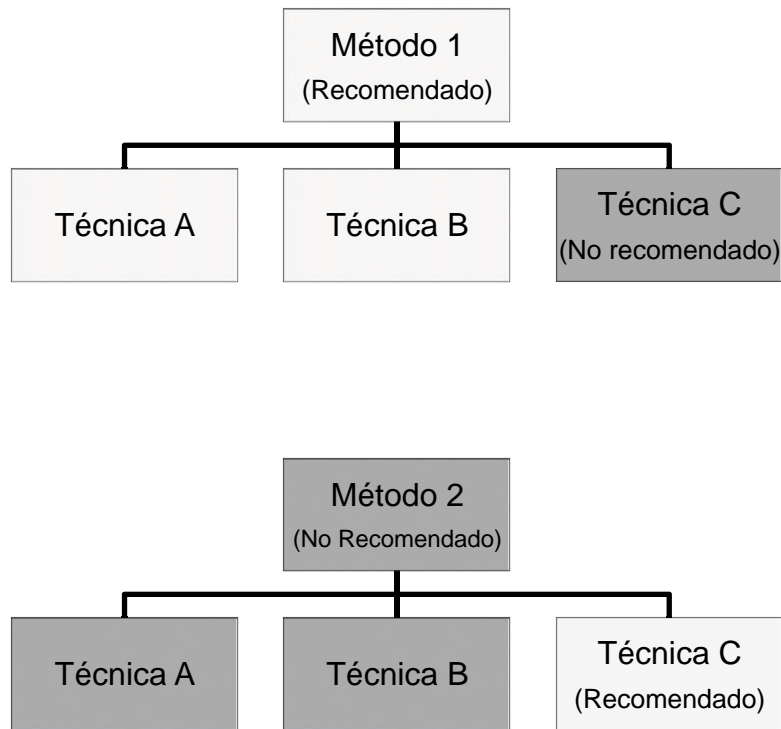 Método 1
(Recomendado)
Técnica A
Técnica B
Técnica C
(No recomendado)
Método 2
(No Recomendado)
Técnica A
Técnica B
Técnica C
(Recomendado)